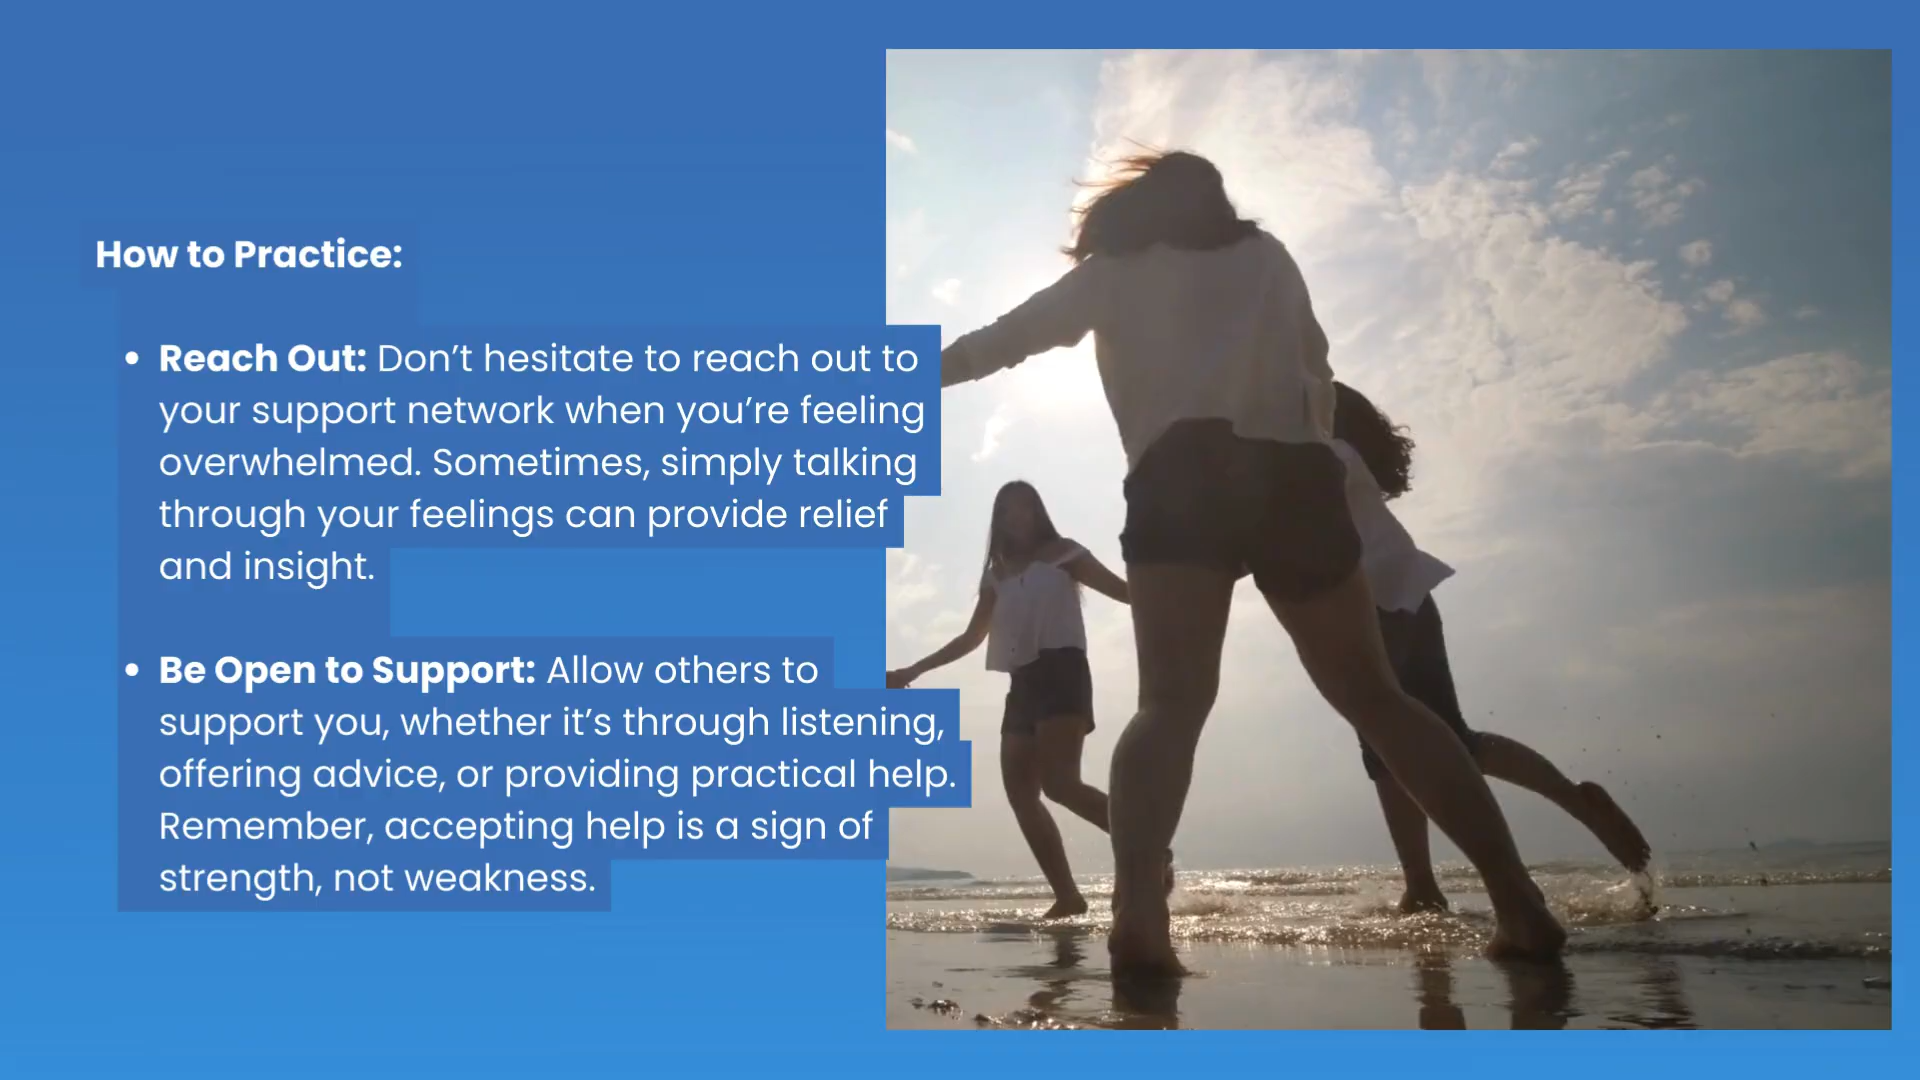 How to Practice:
• Reach Out: Don’t hesitate to reach out to
your support network when you’re feeling
overwhelmed. Sometimes, simply talking
through your feelings can provide relief
and insight.
• Be Open to Support: Allow others to
support you, whether it’s through listening,
offering advice, or providing practical help.
Remember, accepting help is a sign of
strength, not weakness.